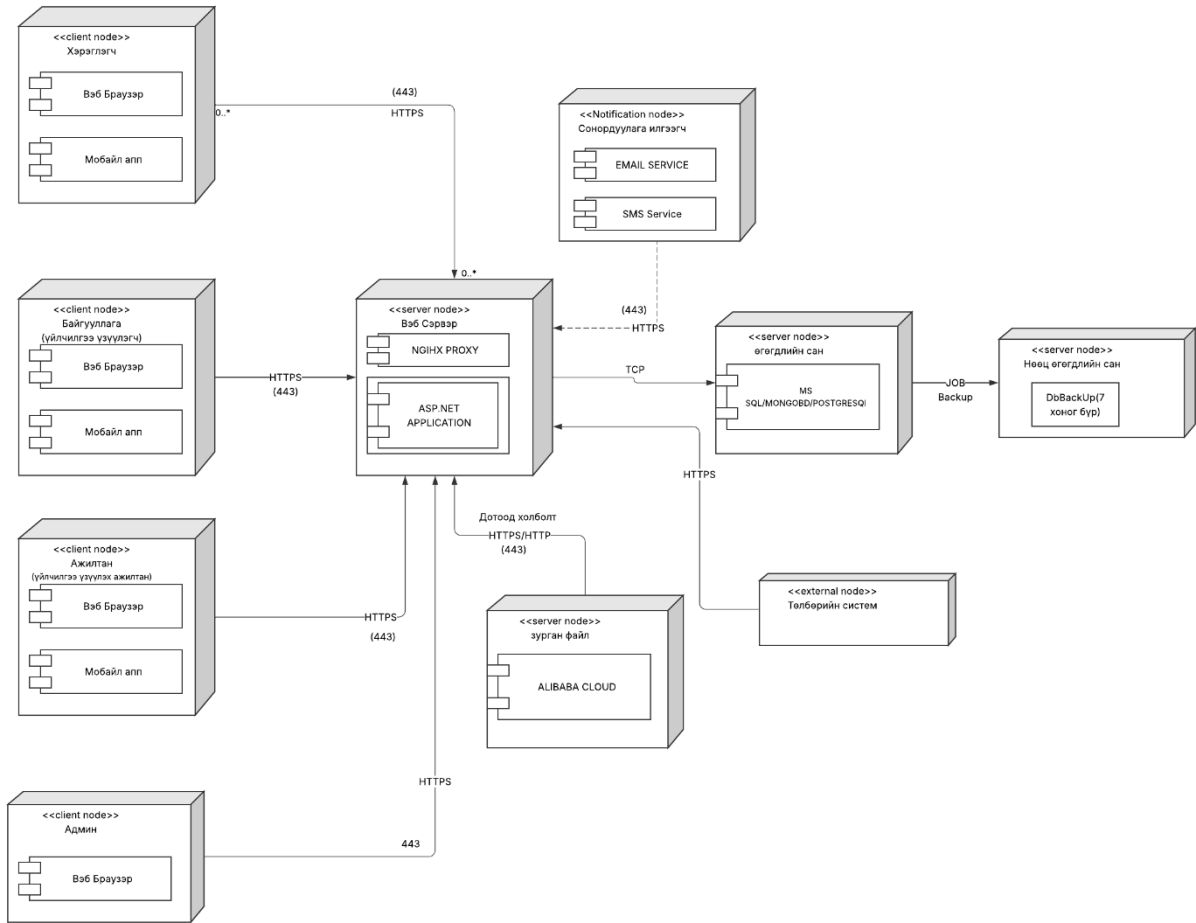 <<client node>>
Хэрэглэгч
Вэб Браузэр
Мобайл апп
0..*
(443)
HTTPS
0..*
<<Notification node>>
Сонордуулага илгээгч
EMAIL SERVICE
SMS Service
(443)
HTTPS
<<client node>>
Байгууллага
(үйлчилгээ үзүүлэгч)
Вэб Браузэр
Мобайл апп
HTTPS
(443)
<<server node>>
Вэб Сэрвэр
NGIHX PROXY
ASP.NET
APPLICATION
TCP
<<server node>>
өгөгдлийн сан
MS
SQL/MONGOBD/POSTGRESQl
JOB
Backup
<<server node>>
Нөөц өгөгдлийн сан
DbBackUp(7
хоног бүр)
HTTPS
<<client node>>
Ажилтан
(үйлчилгээ үзүүлэх ажилтан)
Вэб Браузэр
Мобайл апп
HTTPS
(443)
Дотоод холболт
HTTPS/HTTP
(443)
<<server node>>
зурган файл
ALIBABA CLOUD
<<external node>>
Төлбөрийн систем
HTTPS
443
<<client node>>
Админ
Вэб Браузэр